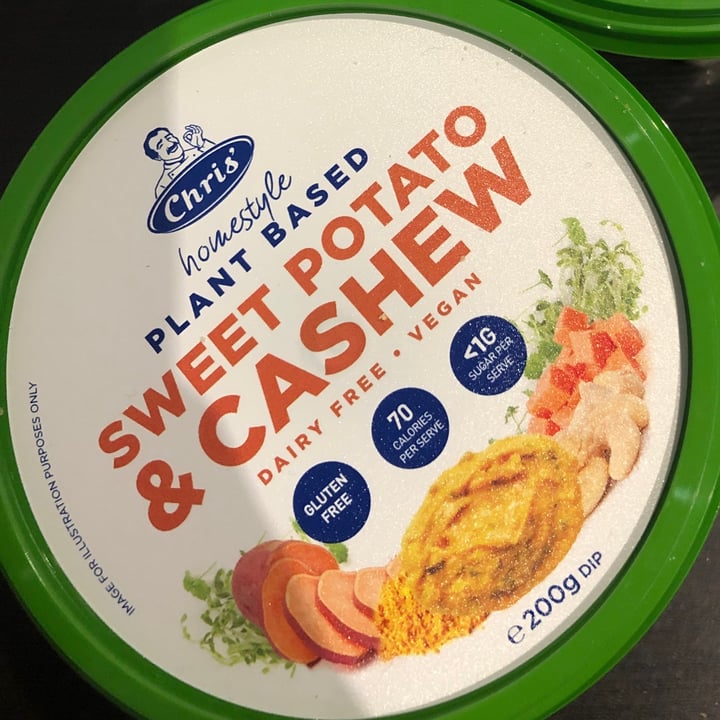 Chris'
homestyle
PLANT BASED
SWEET POTATO
& CASHEW
DAIRY FREE • VEGAN
GLUTEN
FREE
70
CALORIES
PER SERVE
<1G
SUGAR PER
SERVE
e 200g DIP
IMAGE FOR ILLUSTRATION PURPOSES ONLY